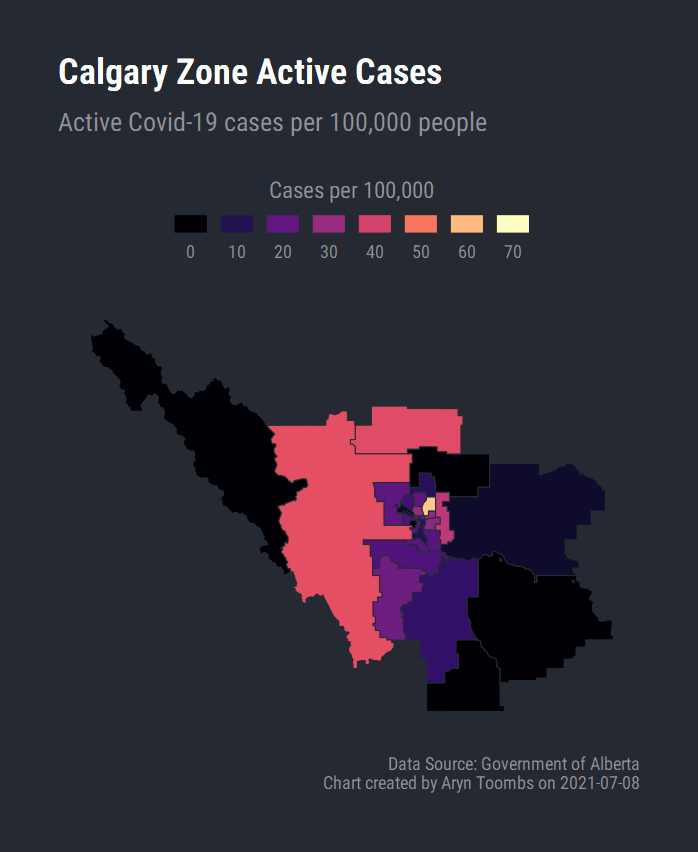 Calgary Zone Active Cases
Active Covid-19 cases per 100,000 people
Cases per 100,000
0 10 20 30 40 50 60 70
Data Source: Government of Alberta
Chart created by Aryn Toombs on 2021-07-08